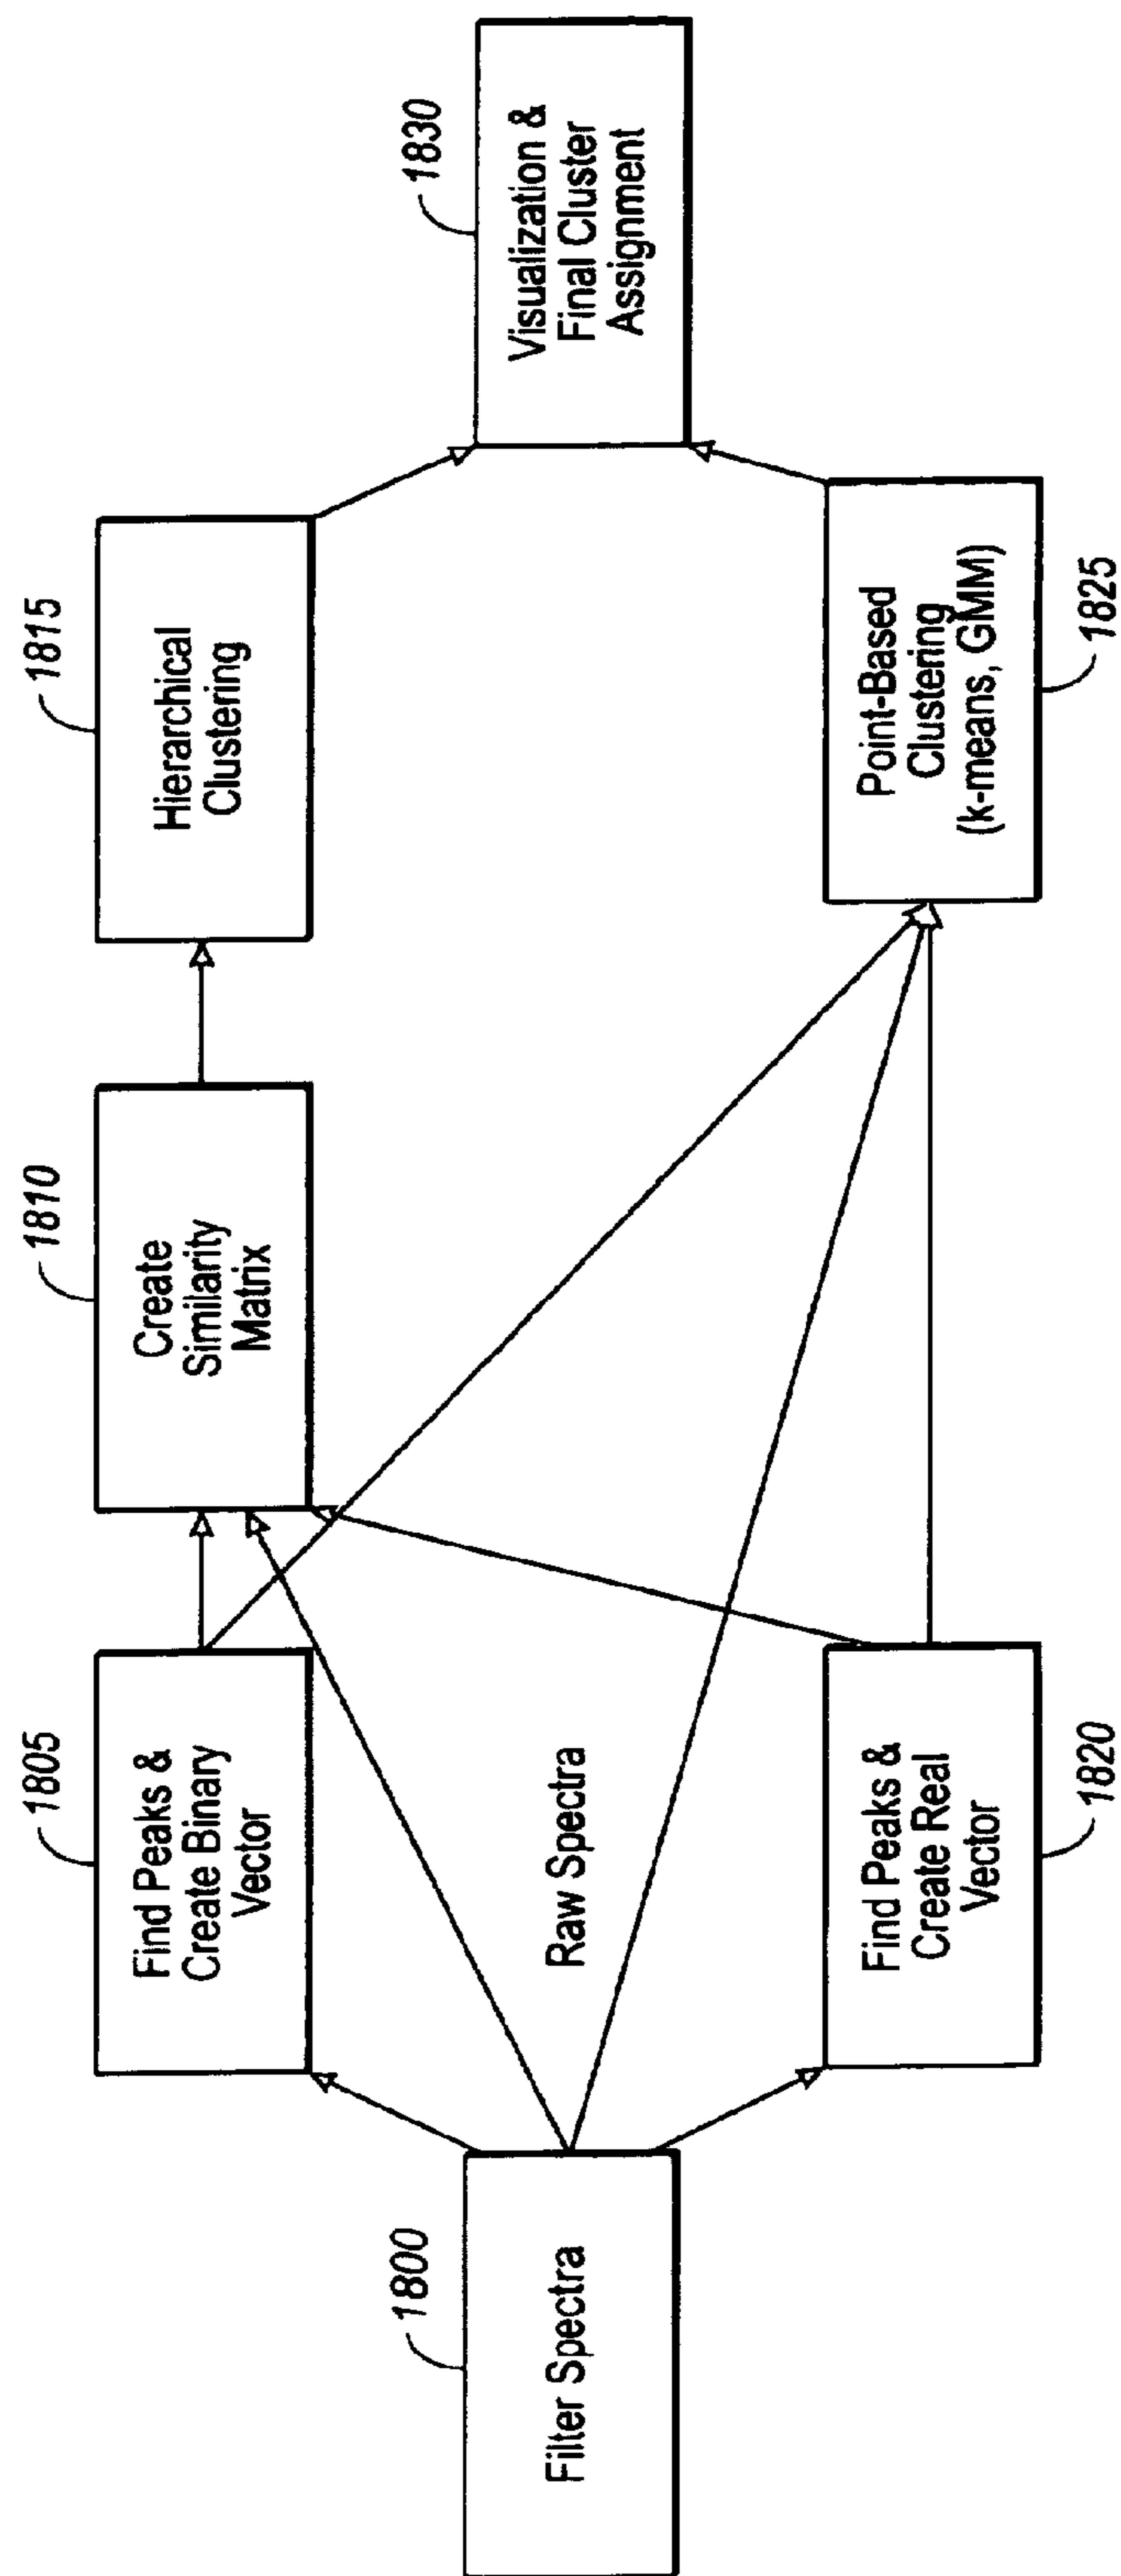 1800
Filter Spectra
1805
Find Peaks &
Create Binary
Vector
Raw Spectra
1820
Find Peaks &
Create Real
Vector
1810
Create
Similarity
Matrix
1815
Hierarchical
Clustering
1825
Point-Based
Clustering
(k-means, GMM)
1830
Visualization &
Final Cluster
Assignment